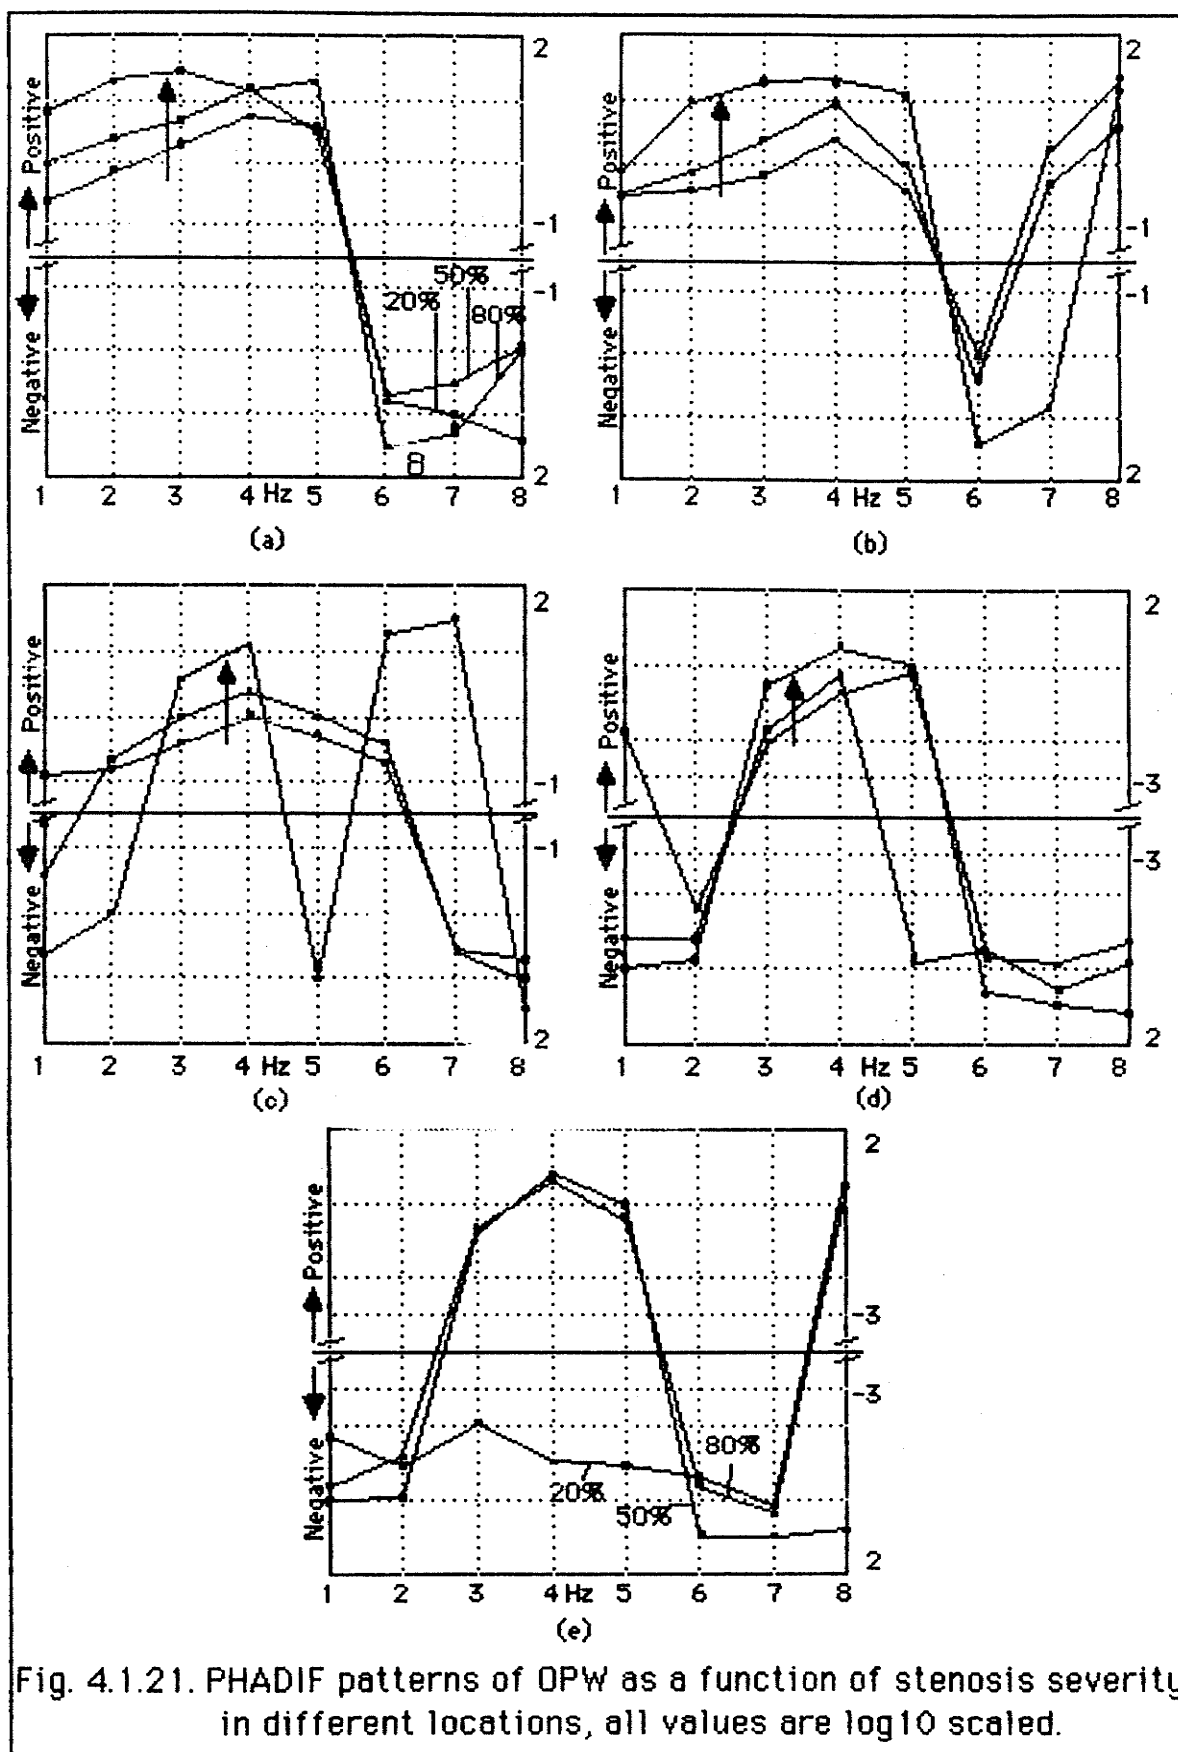 2
Positive
-1
-1
50%
20%
80%
Negative
8
2
1 2 3 4 Hz 5 6 7 8
(a)
2
Positive
-1
-1
Negative
2
1 2 3 4 Hz 5 6 7 8
(b)
2
Positive
-1
-1
Negative
2
1 2 3 4 Hz 5 6 7 8
(c)
2
Positive
-3
-3
Negative
2
1 2 3 4 Hz 5 6 7 8
(d)
2
Positive
-3
-3
80%
20%
50%
Negative
2
1 2 3 4 Hz 5 6 7 8
(e)
Fig. 4.1.21. PHADIF patterns of OPW as a function of stenosis severity
in different locations, all values are log10 scaled.